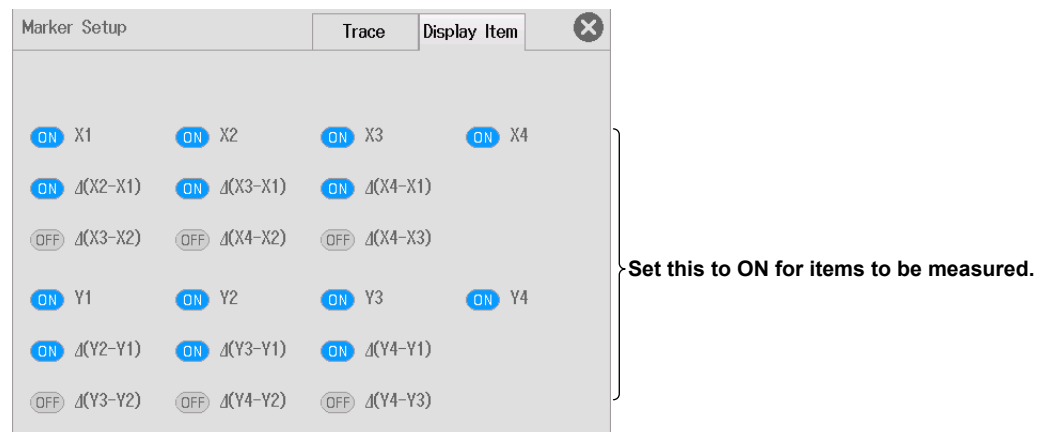 Marker Setup Trace Display Item
ON X1 ON X2 ON X3 ON X4
ON Δ(X2-X1) ON Δ(X3-X1) ON Δ(X4-X1)
OFF Δ(X3-X2) OFF Δ(X4-X2) OFF Δ(X4-X3)
Set this to ON for items to be measured.
ON Y1 ON Y2 ON Y3 ON Y4
ON Δ(Y2-Y1) ON Δ(Y3-Y1) ON Δ(Y4-Y1)
OFF Δ(Y3-Y2) OFF Δ(Y4-Y2) OFF Δ(Y4-Y3)